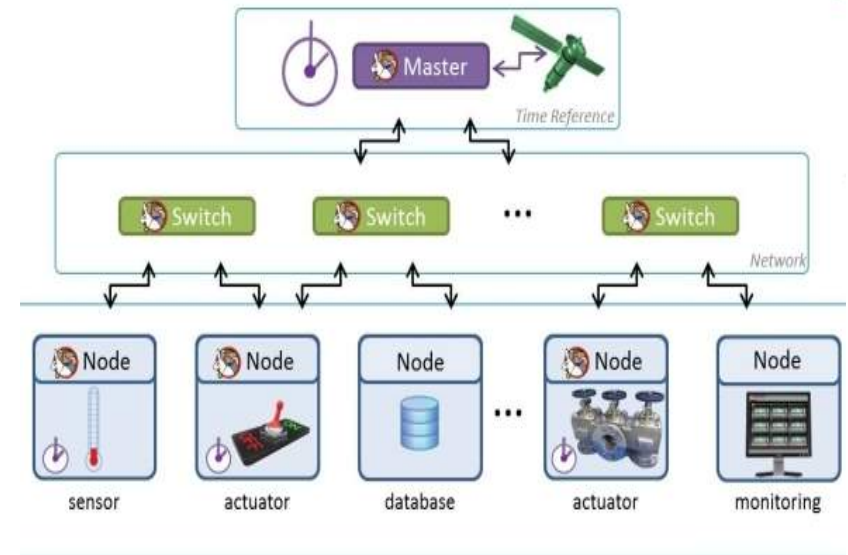 Master
Time Reference
Switch
Switch
...
Switch
Network
Node
Node
Node
...
Node
Node
sensor
actuator
database
actuator
monitoring